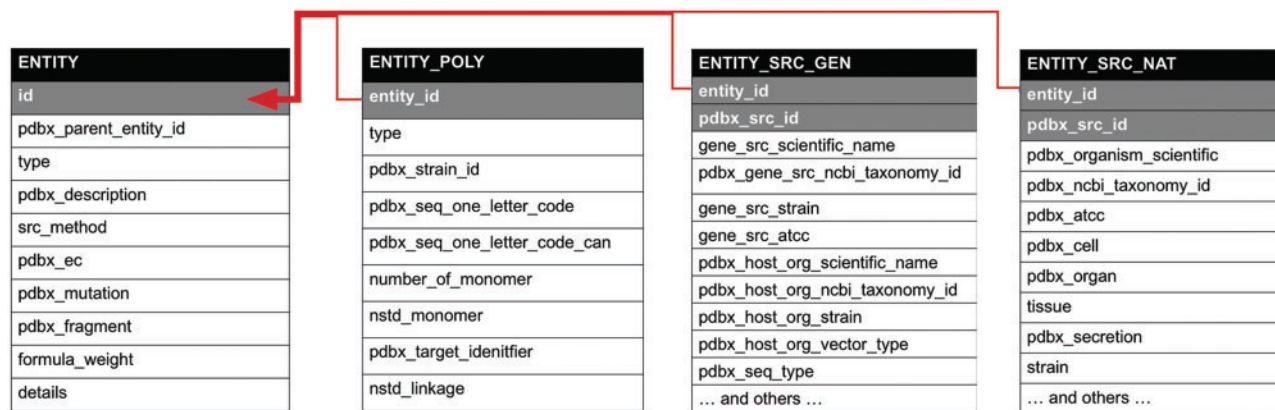 ENTITY
id
pdbx_parent_entity_id
type
pdbx_description
src_method
pdbx_ec
pdbx_mutation
pdbx_fragment
formula_weight
details
ENTITY_POLY
entity_id
type
pdbx_strain_id
pdbx_seq_one_letter_code
pdbx_seq_one_letter_code_can
number_of_monomer
nstd_monomer
pdbx_target_idenitfier
nstd_linkage
ENTITY_SRC_GEN
entity_id
pdbx_src_id
gene_src_scientific_name
pdbx_gene_src_ncbi_taxonomy_id
gene_src_strain
gene_src_atcc
pdbx_host_org_scientific_name
pdbx_host_org_ncbi_taxonomy_id
pdbx_host_org_strain
pdbx_host_org_vector_type
pdbx_seq_type
... and others ...
ENTITY_SRC_NAT
entity_id
pdbx_src_id
pdbx_organism_scientific
pdbx_ncbi_taxonomy_id
pdbx_atcc
pdbx_cell
pdbx_organ
tissue
pdbx_secretion
strain
... and others ...